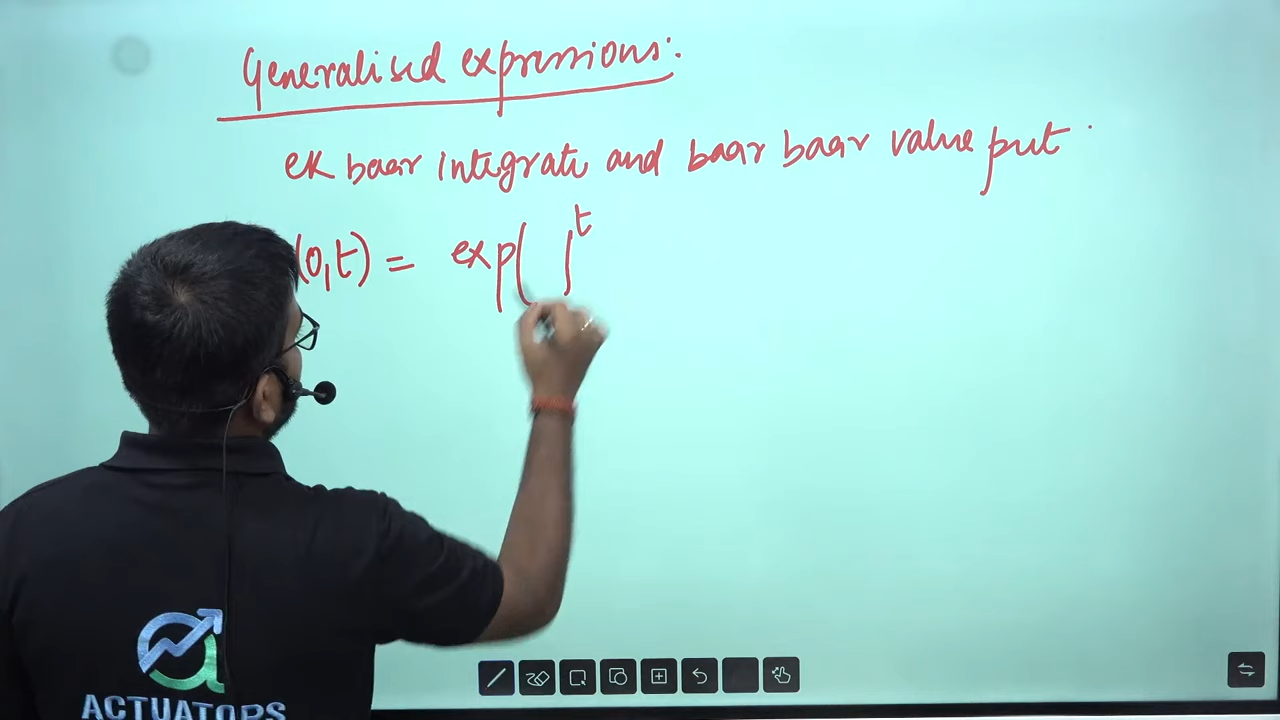 Generalised expressions:
ek baar integrate and baar baar value put
(0,t) = exp( ∫ t
ACTUATORS